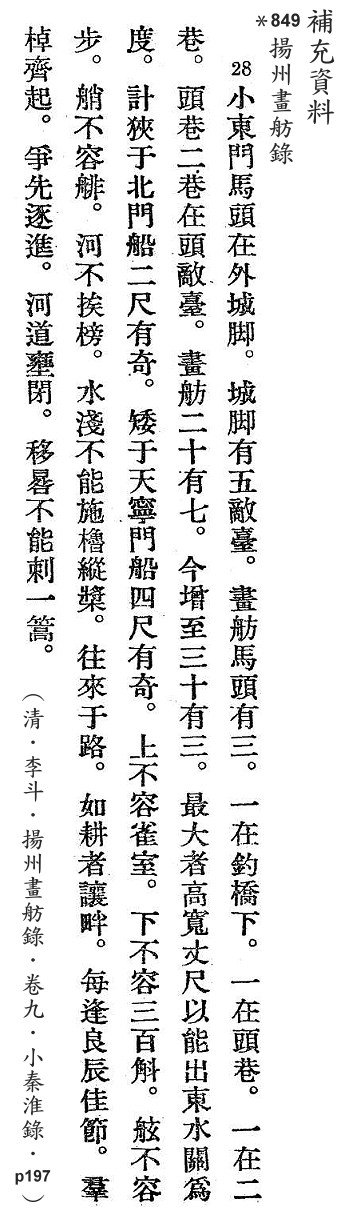 補充資料
＊849 揚州畫舫錄
28 小東門馬頭在外城脚。城脚有五敵臺。畫舫馬頭有三。一在釣橋下。一在頭巷。一在二
巷。頭巷二巷在頭敵臺。畫舫二十有七。今增至三十有三。最大者高寬丈尺以能出東水關爲
度。計狹于北門船二尺有奇。矮于天寧門船四尺有奇。上不容雀室。下不容三百斛。舷不容
步。艄不容艑。河不挨榜。水淺不能施櫓縱槳。往來于路。如耕者讓畔。每逢良辰佳節。羣
棹齊起。爭先逐進。河道壅閉。移晷不能刺一篙。
（清．李斗．揚州畫舫錄．卷九．小秦淮錄．p197）